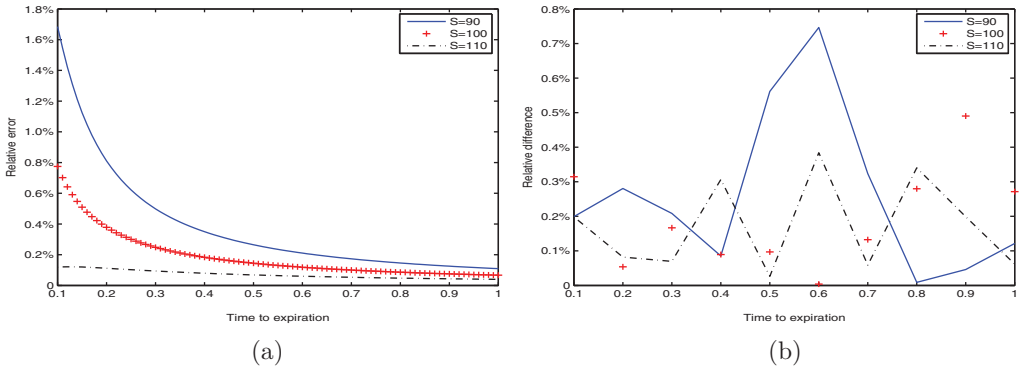 1.8%
1.6%
1.4%
1.2%
1.0%
0.8%
0.6%
0.4%
0.2%
0
0.1 0.2 0.3 0.4 0.5 0.6 0.7 0.8 0.9 1
Relative error
Time to expiration
S=90
S=100
S=110
(a)
0.8%
0.7%
0.6%
0.5%
0.4%
0.3%
0.2%
0.1%
0
0.1 0.2 0.3 0.4 0.5 0.6 0.7 0.8 0.9 1
Relative difference
Time to expiration
S=90
S=100
S=110
(b)